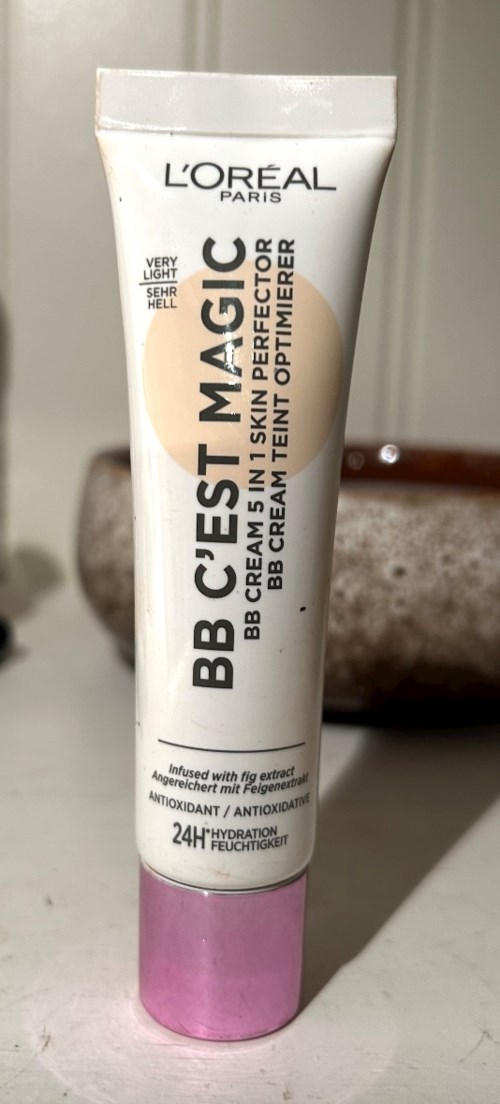 L'ORÉAL
PARIS
VERY
LIGHT
SEHR
HELL
BB C'EST MAGIC
BB CREAM 5 IN 1 SKIN PERFECTOR
BB CREAM TEINT OPTIMIERER
Infused with fig extract
Angereichert mit Feigenextrakt
ANTIOXIDANT / ANTIOXIDATIVE
24H* HYDRATION
FEUCHTIGKEIT